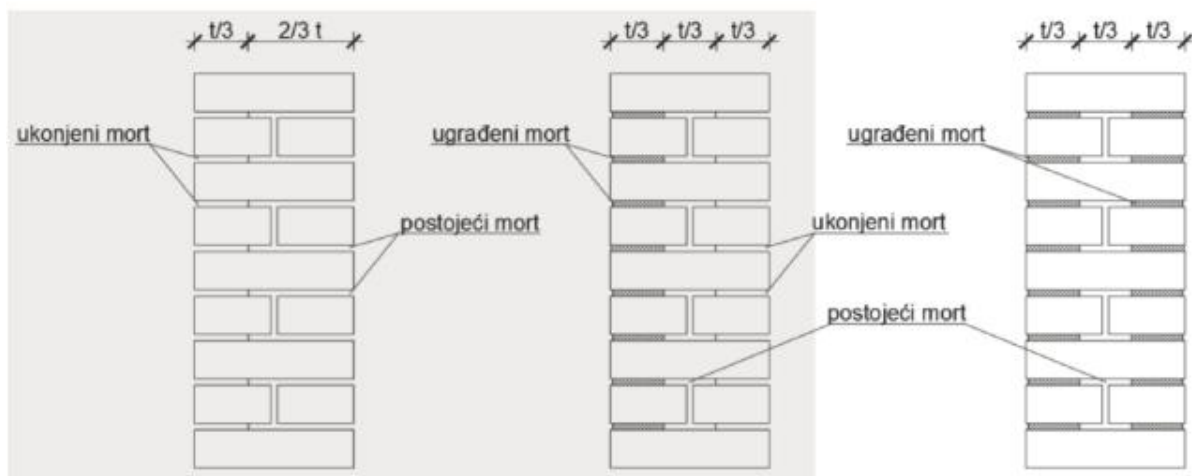 t/3 2/3 t
t/3 t/3 t/3
t/3 t/3 t/3
ukonjeni mort
ugrađeni mort
ugrađeni mort
postojeći mort
ukonjeni mort
postojeći mort